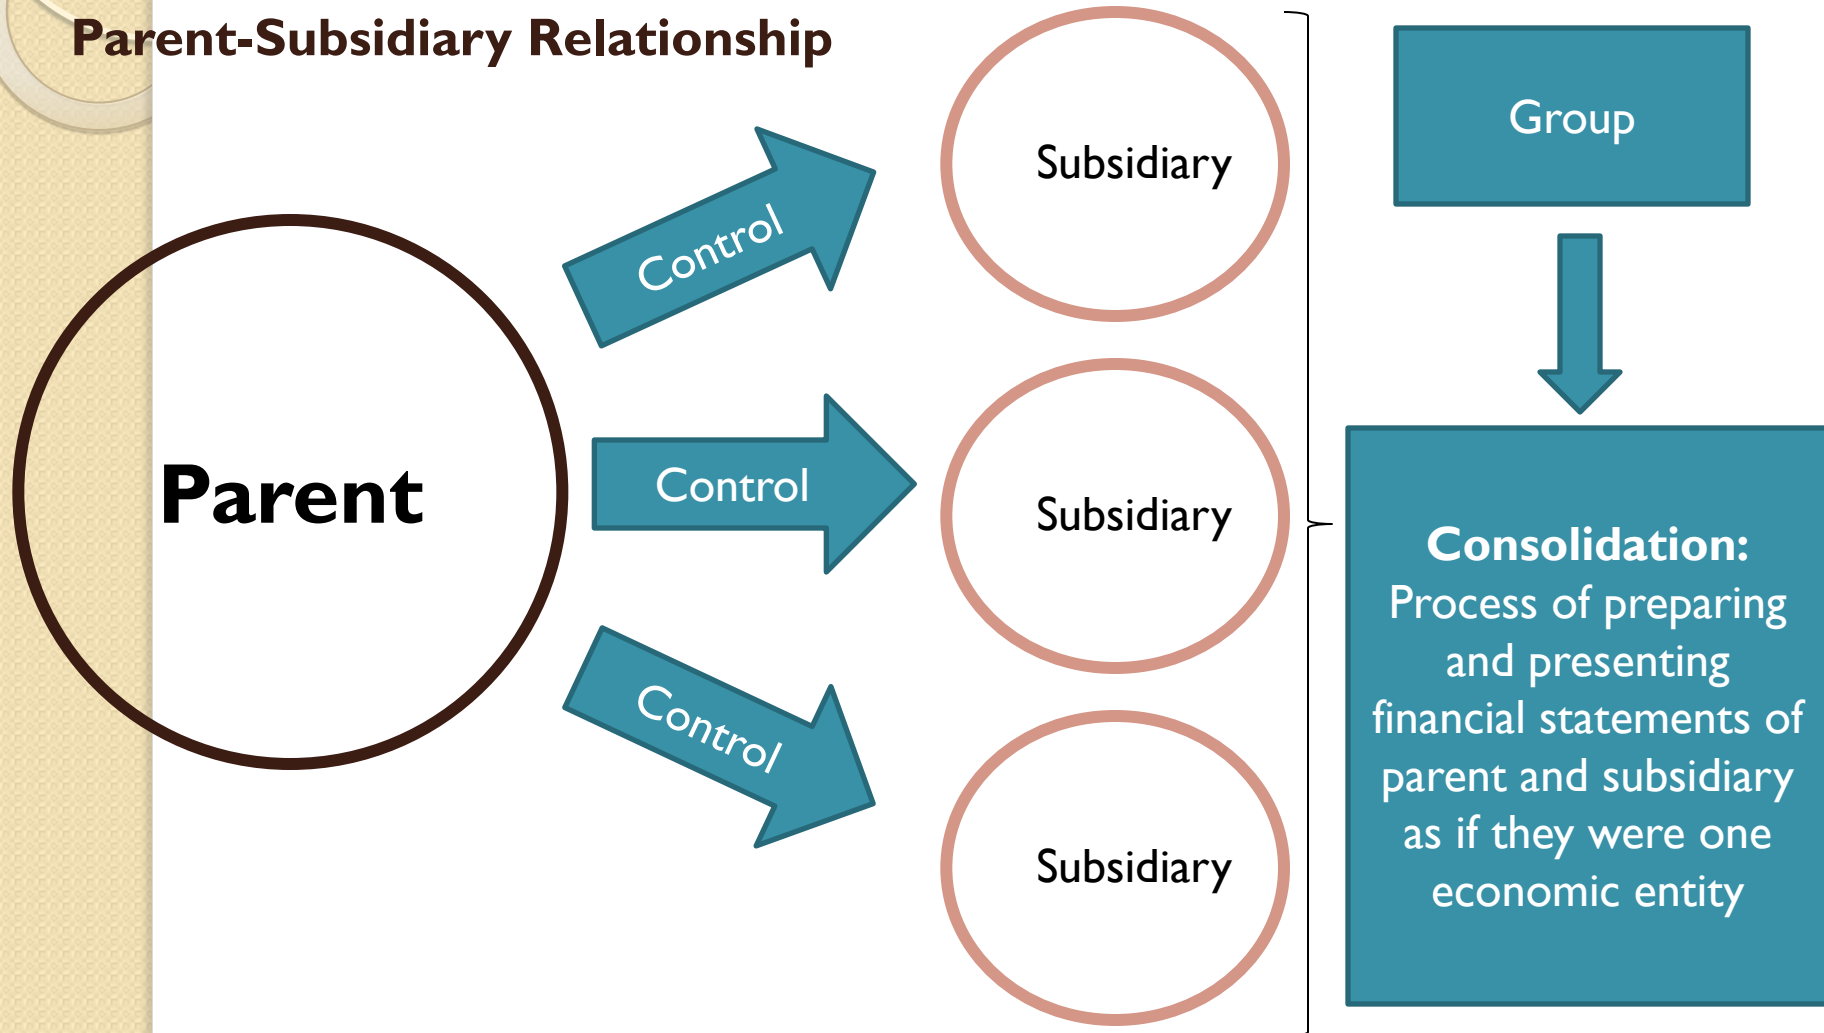 Parent-Subsidiary Relationship
Parent
Control
Control
Control
Subsidiary
Subsidiary
Subsidiary
Group
Consolidation:
Process of preparing
and presenting
financial statements of
parent and subsidiary
as if they were one
economic entity